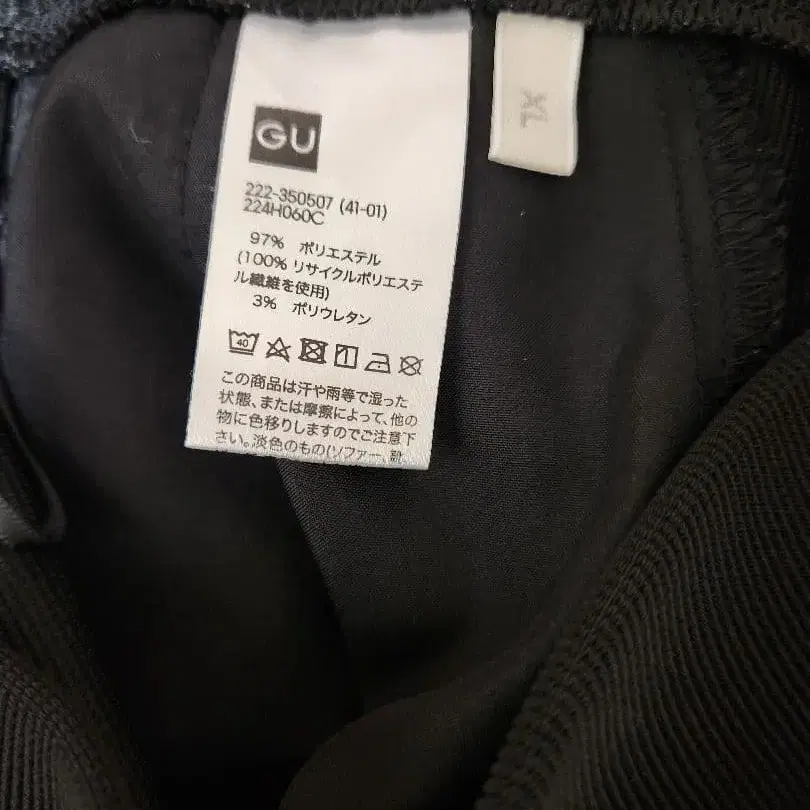 GU
222-350507 (41-01)
224H060C
97% ポリエステル
(100% リサイクルポリエステ
ル繊維を使用)
3% ポリウレタン
40
この商品は汗や雨等で湿った
状態、または摩擦によって、他の
物に色移りしますのでご注意下
さい。淡色のもの(ソファー、靴
XL